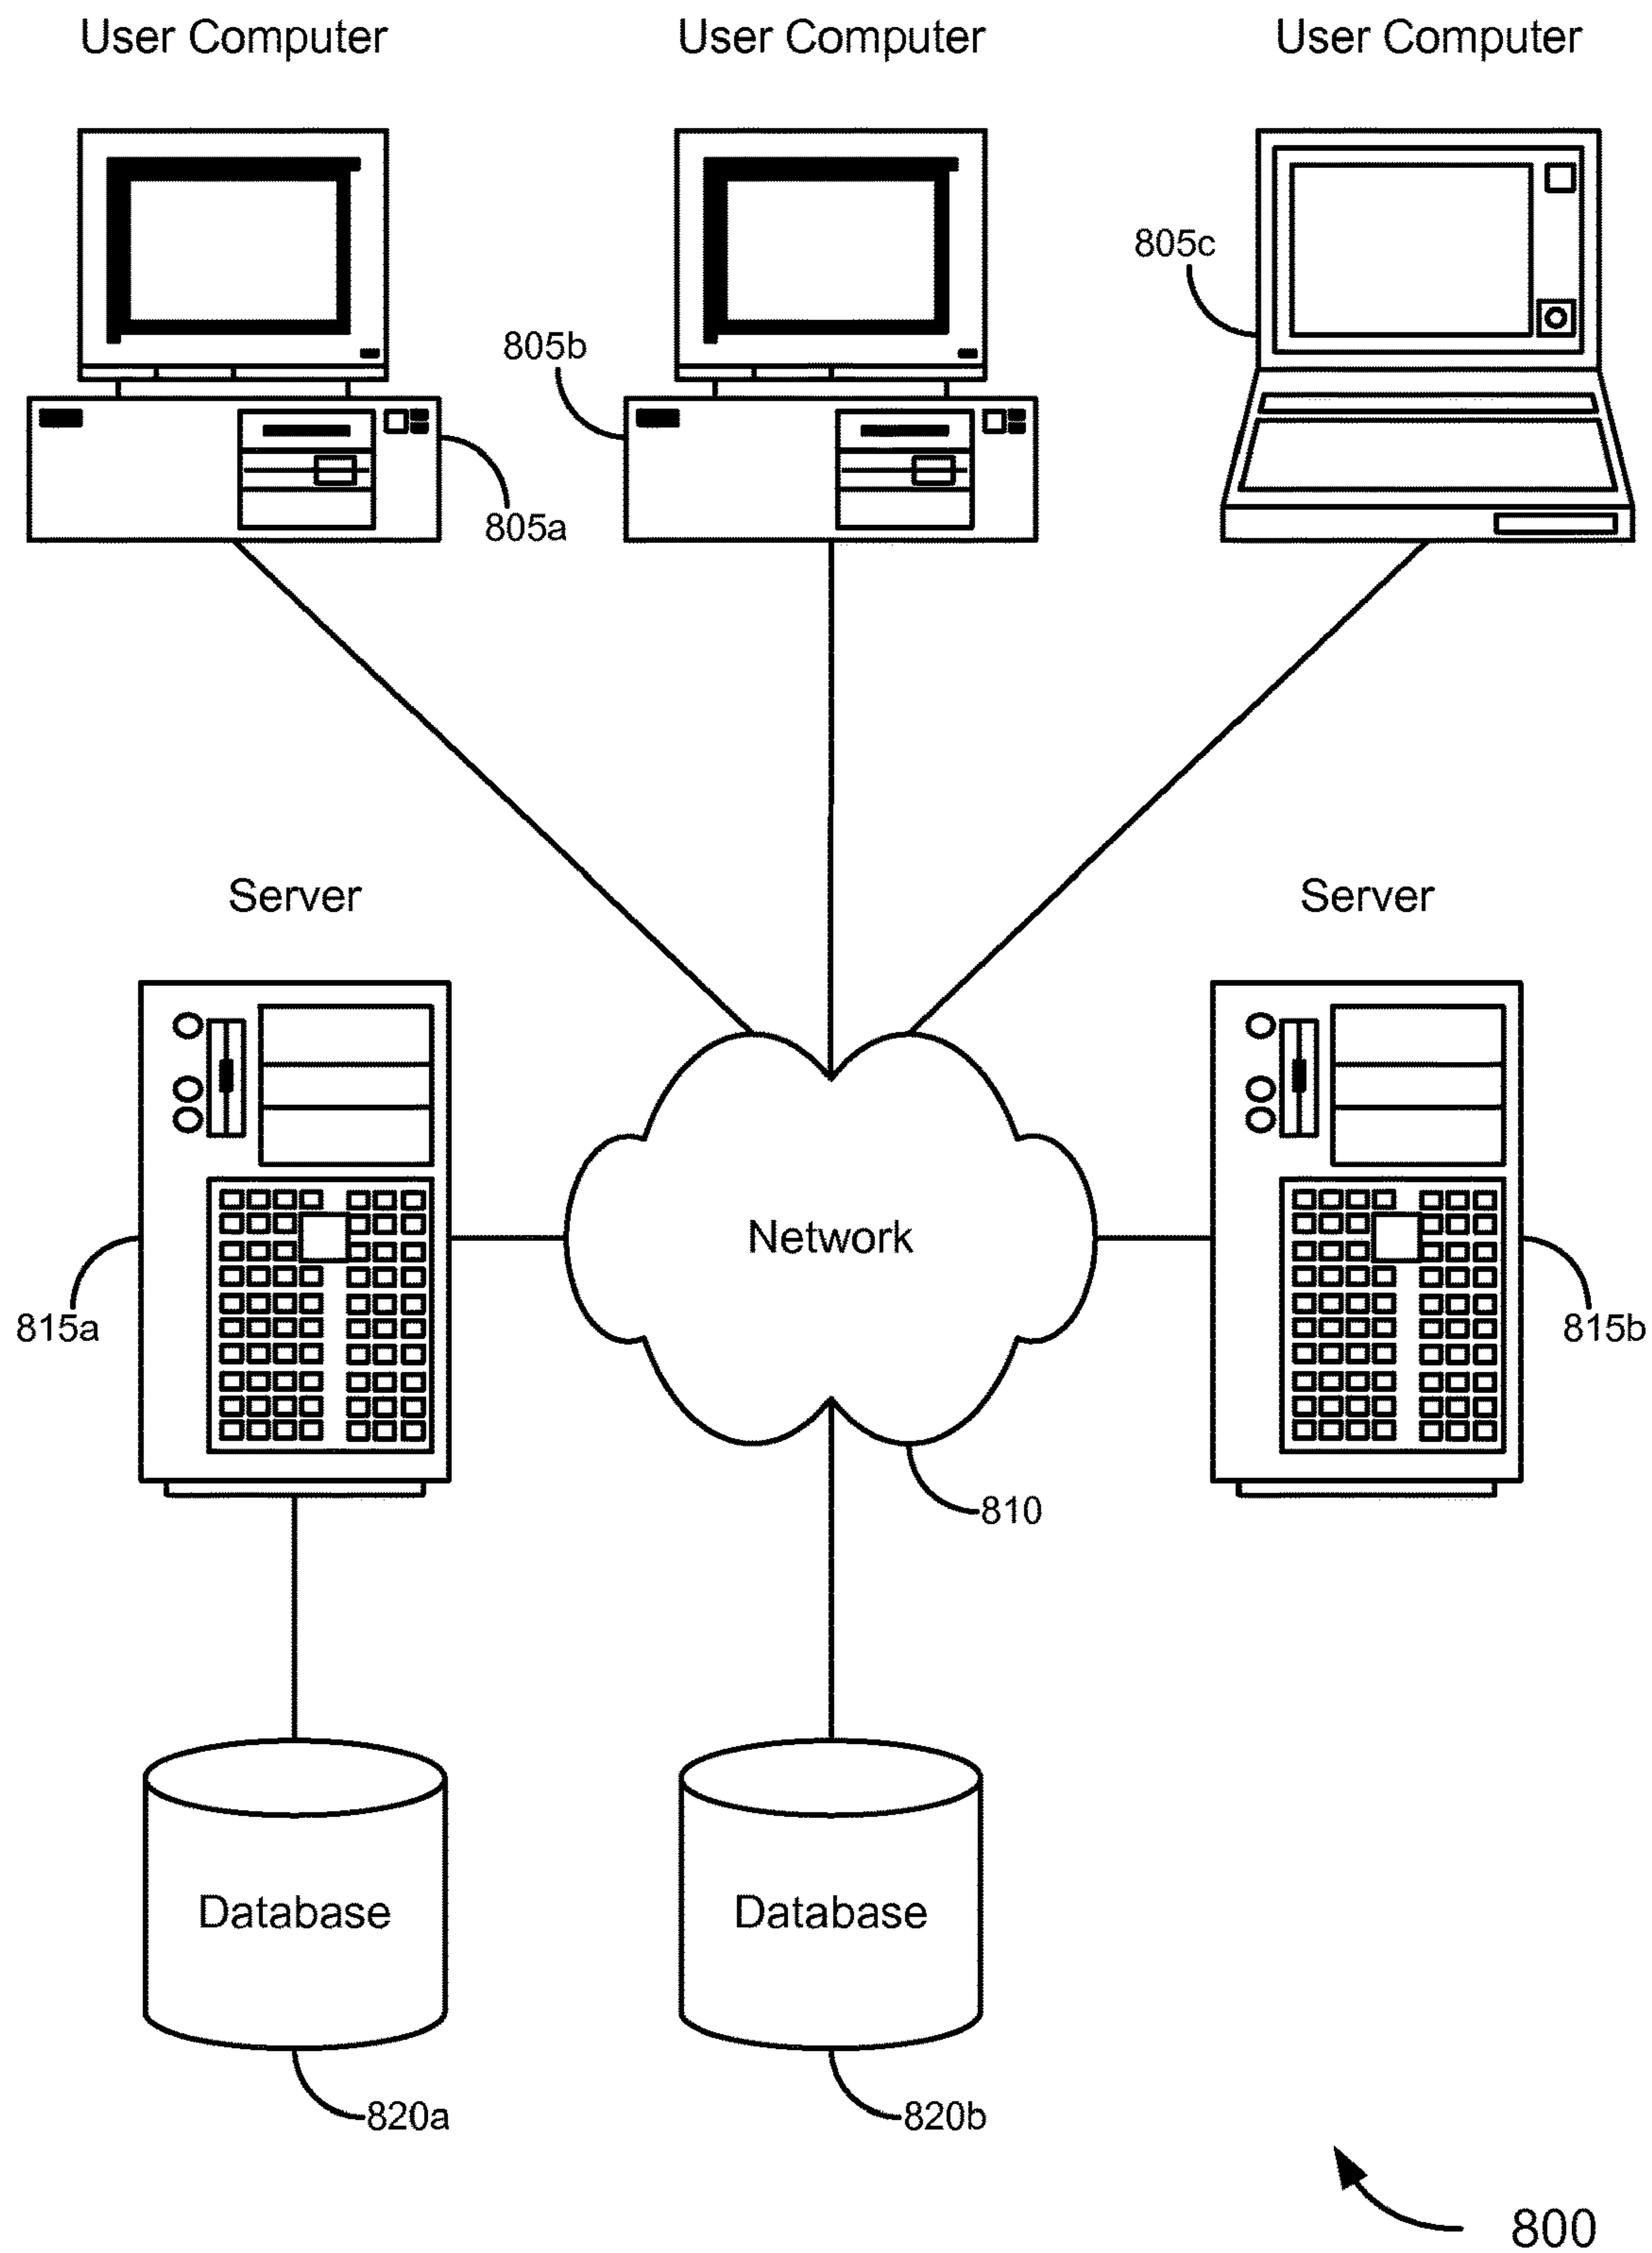 User Computer
User Computer
User Computer
805c
805b
805a
Server
Server
Network
815a
815b
810
Database
Database
820a
820b
800